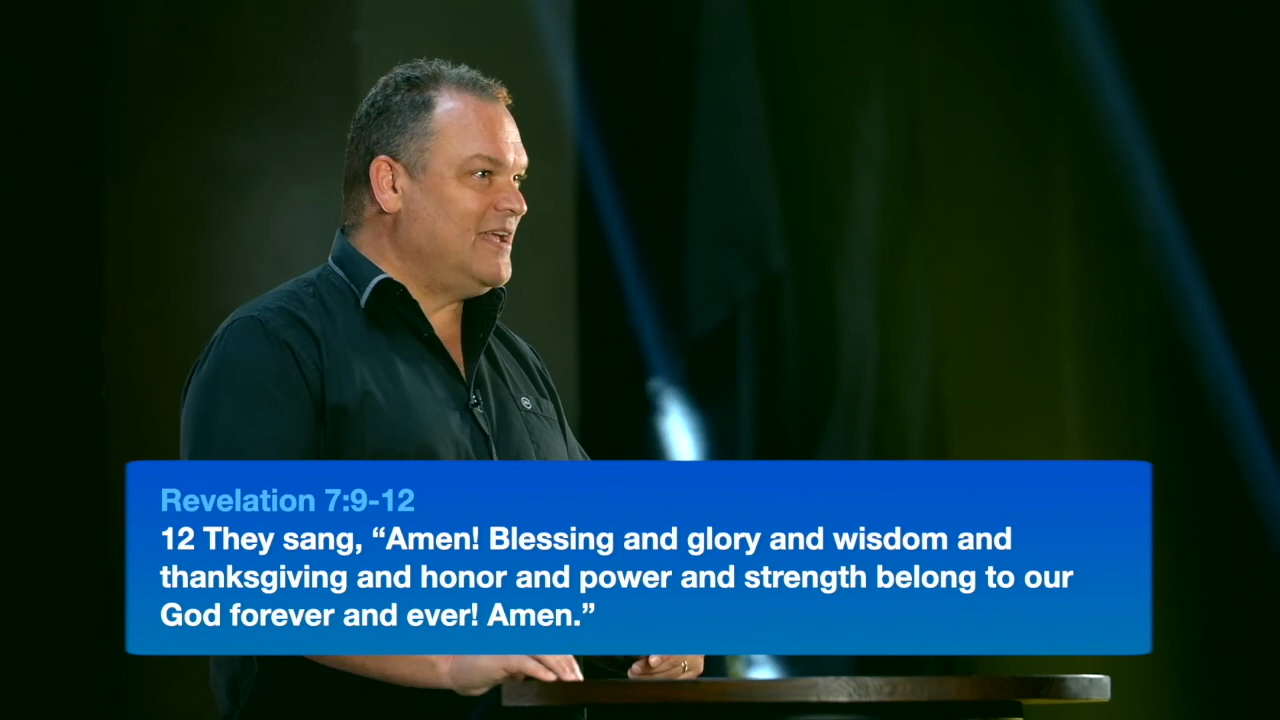 Revelation 7:9-12
12 They sang, “Amen! Blessing and glory and wisdom and
thanksgiving and honor and power and strength belong to our
God forever and ever! Amen.”